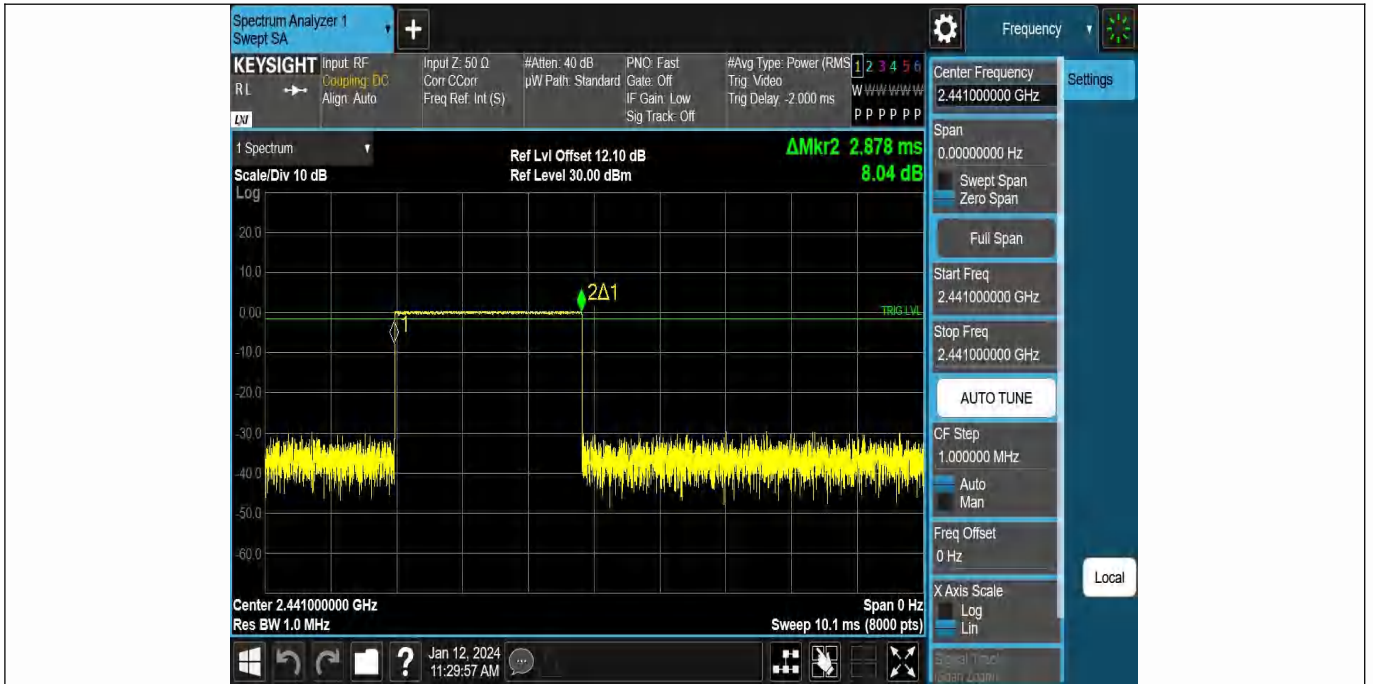 Spectrum Analyzer 1
Swept SA
Frequency
KEYSIGHT
RL
LXI
Input: RF
Coupling: DC
Align: Auto
Input Z: 50 Ω
Corr CCorr
Freq Ref: Int (S)
#Atten: 40 dB
µW Path: Standard
PNO: Fast
Gate: Off
IF Gain: Low
Sig Track: Off
#Avg Type: Power (RMS
Trig: Video
Trig Delay: -2.000 ms
1 2 3 4 5 6
W W W W W W
P P P P P P
1 Spectrum
Scale/Div 10 dB
Ref Lvl Offset 12.10 dB
Ref Level 30.00 dBm
ΔMkr2 2.878 ms
8.04 dB
Log
20.0
10.0
0.00
-10.0
-20.0
-30.0
-40.0
-50.0
-60.0
2Δ1
1
TRIG LVL
Center 2.441000000 GHz
Res BW 1.0 MHz
Span 0 Hz
Sweep 10.1 ms (8000 pts)
Center Frequency
2.441000000 GHz
Settings
Span
0.00000000 Hz
Swept Span
Zero Span
Full Span
Start Freq
2.441000000 GHz
Stop Freq
2.441000000 GHz
AUTO TUNE
CF Step
1.000000 MHz
Auto
Man
Freq Offset
0 Hz
X Axis Scale
Log
Lin
Signal Track
(Span Zoom)
Local
?
Jan 12, 2024
11:29:57 AM